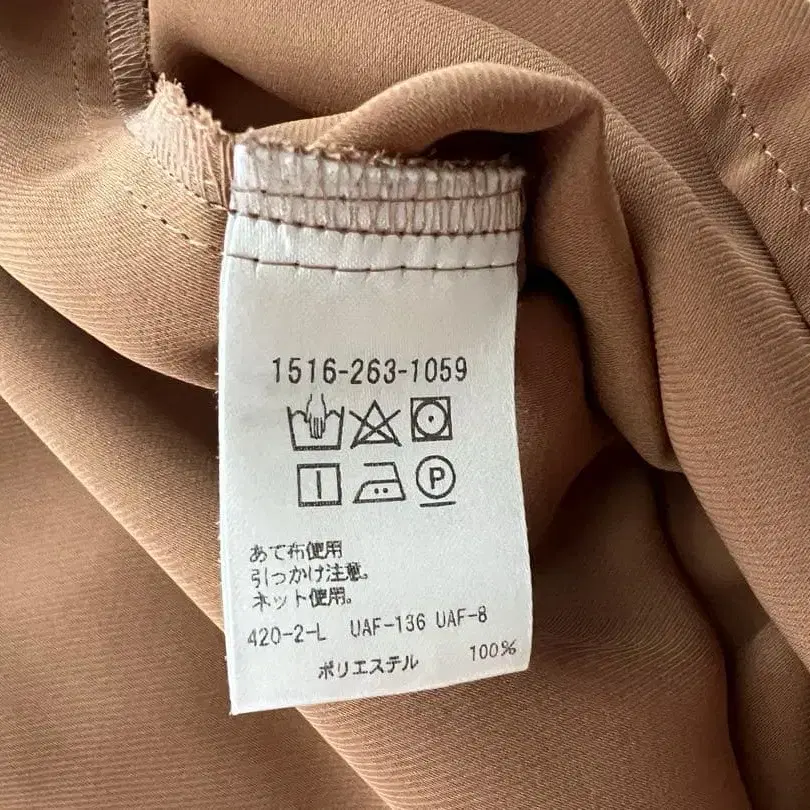 1516-263-1059
P
あて布使用
引っかけ注意。
ネット使用。
420-2-L UAF-136 UAF-8
ポリエステル 100%